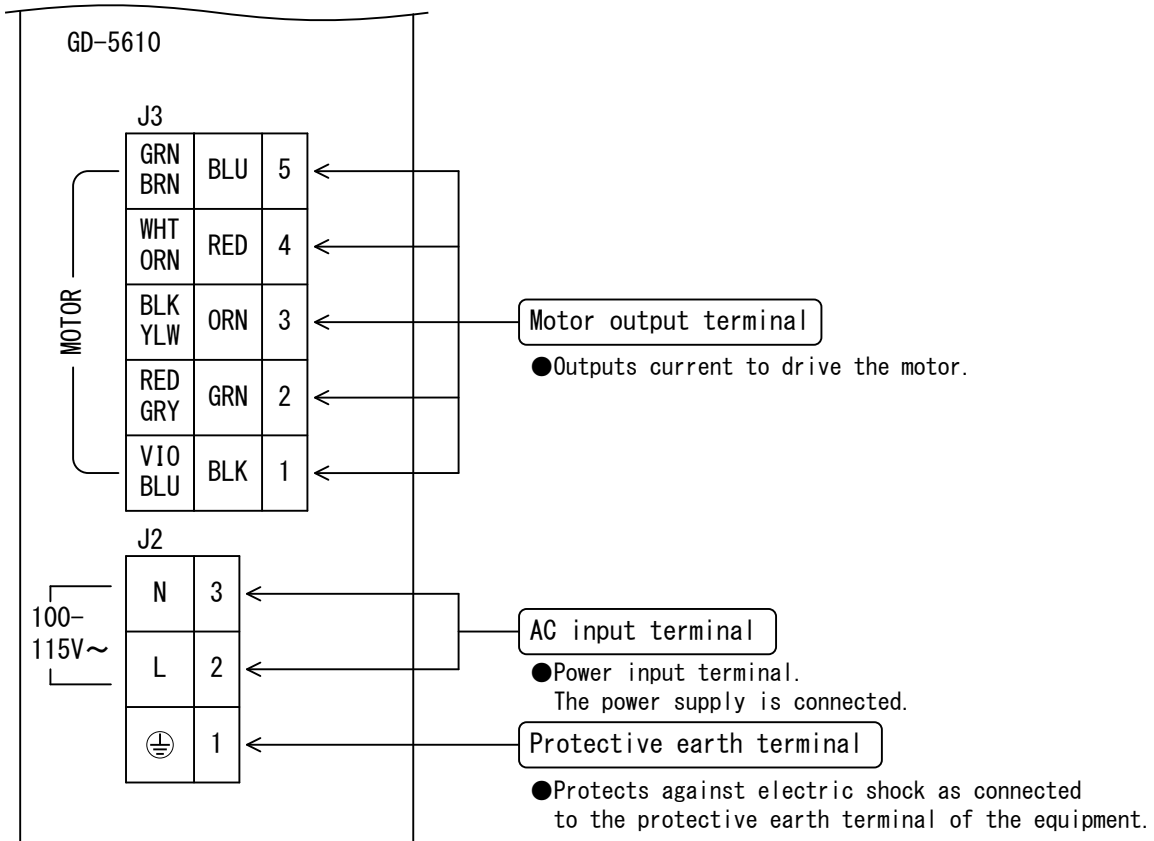 GD-5610
J3
GRN BRN BLU 5
WHT ORN RED 4
MOTOR
BLK YLW ORN 3
Motor output terminal
●Outputs current to drive the motor.
RED GRY GRN 2
VIO BLU BLK 1
J2
100-
115V~
N 3
L 2
AC input terminal
●Power input terminal.
The power supply is connected.
1
Protective earth terminal
●Protects against electric shock as connected
to the protective earth terminal of the equipment.